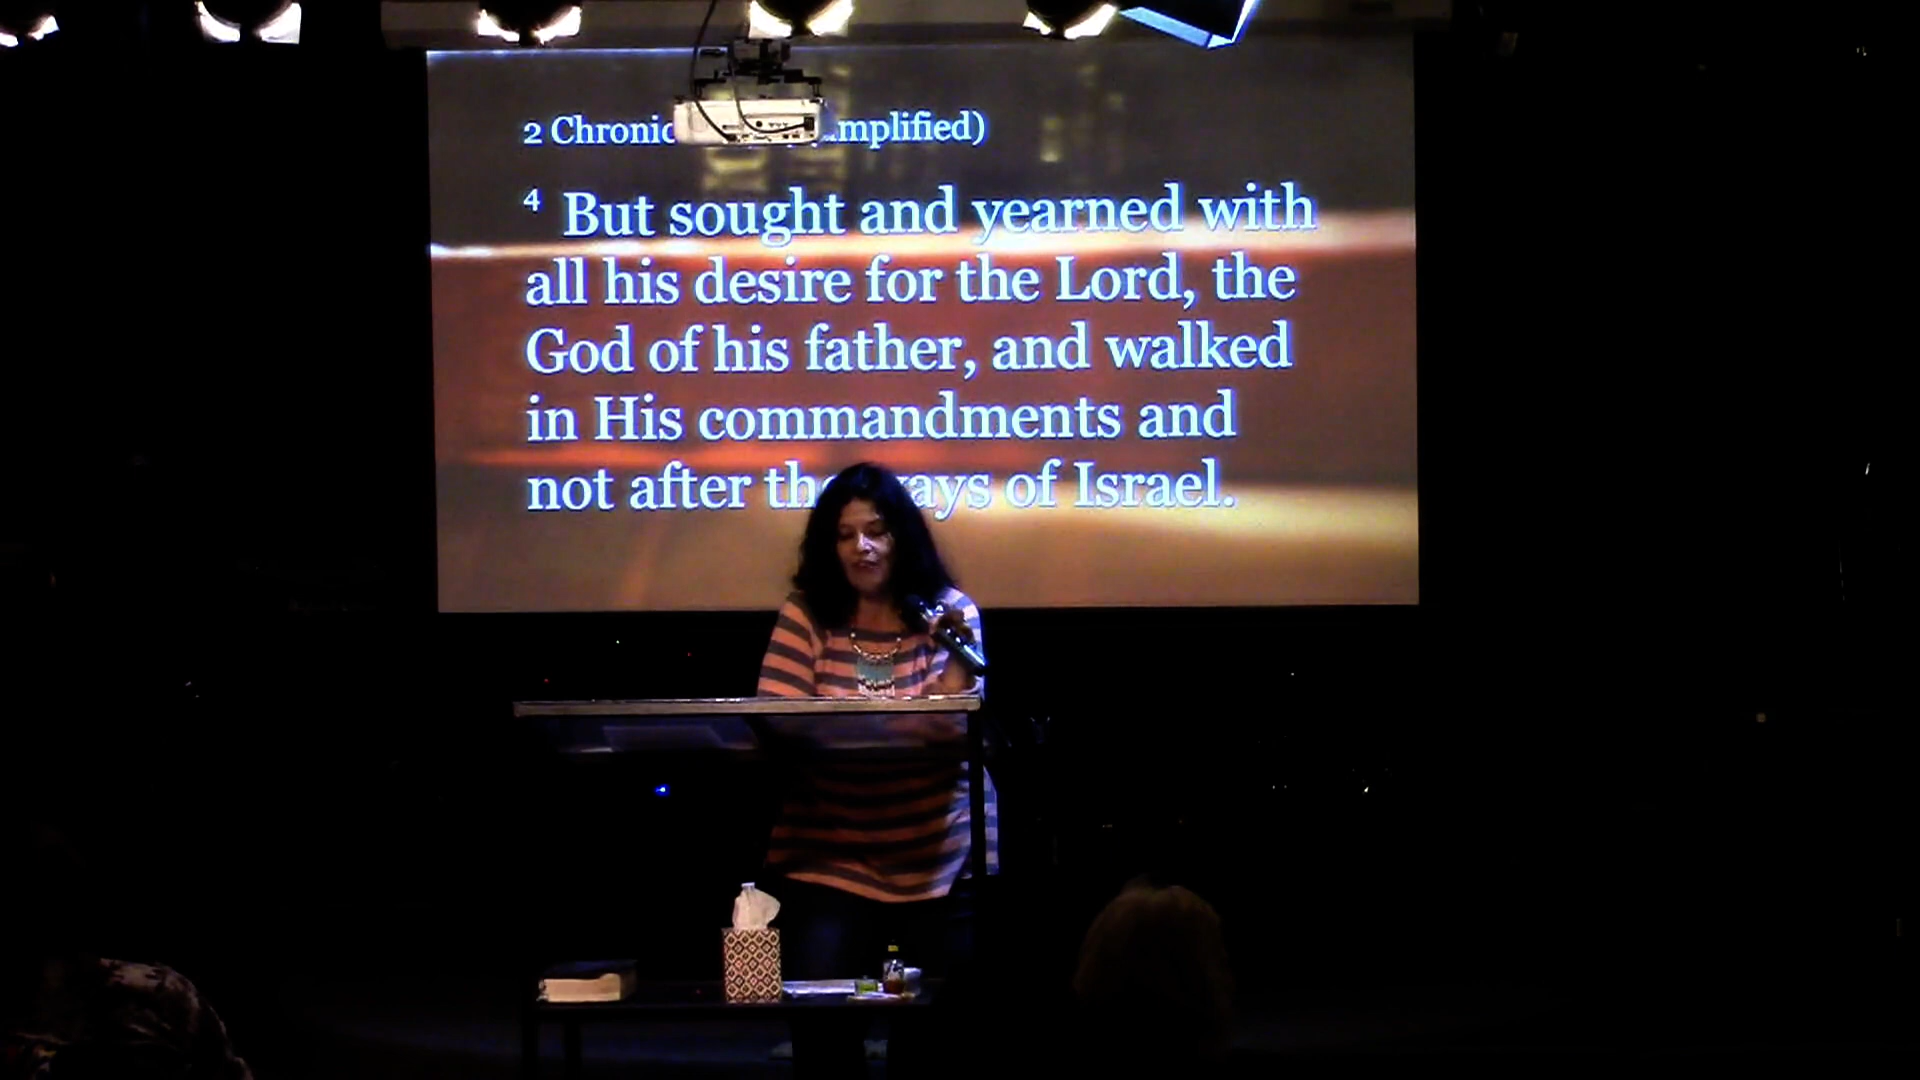 2 Chronic mplified)
4 But sought and yearned with
all his desire for the Lord, the
God of his father, and walked
in His commandments and
not after th ays of Israel.